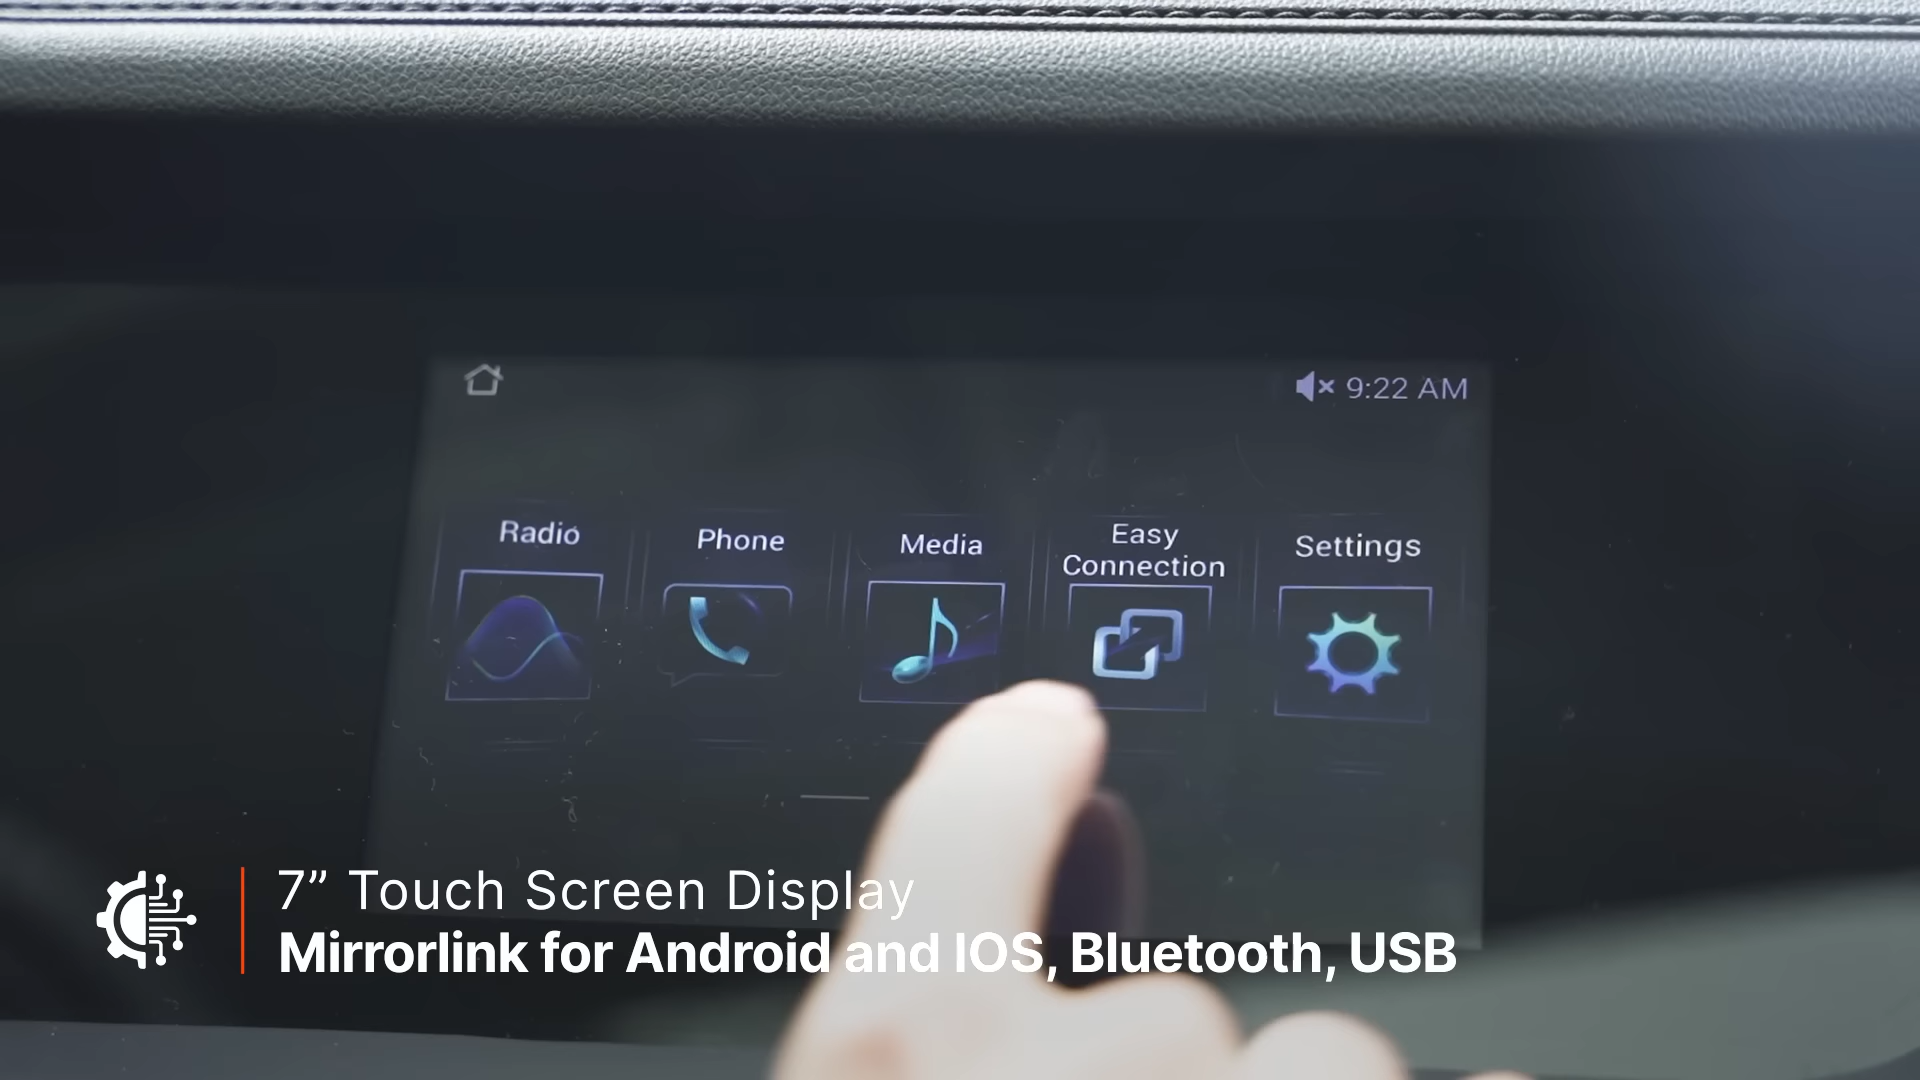 9:22 AM
Radio
Phone
Media
Easy
Connection
Settings
7” Touch Screen Display
Mirrorlink for Android and IOS, Bluetooth, USB